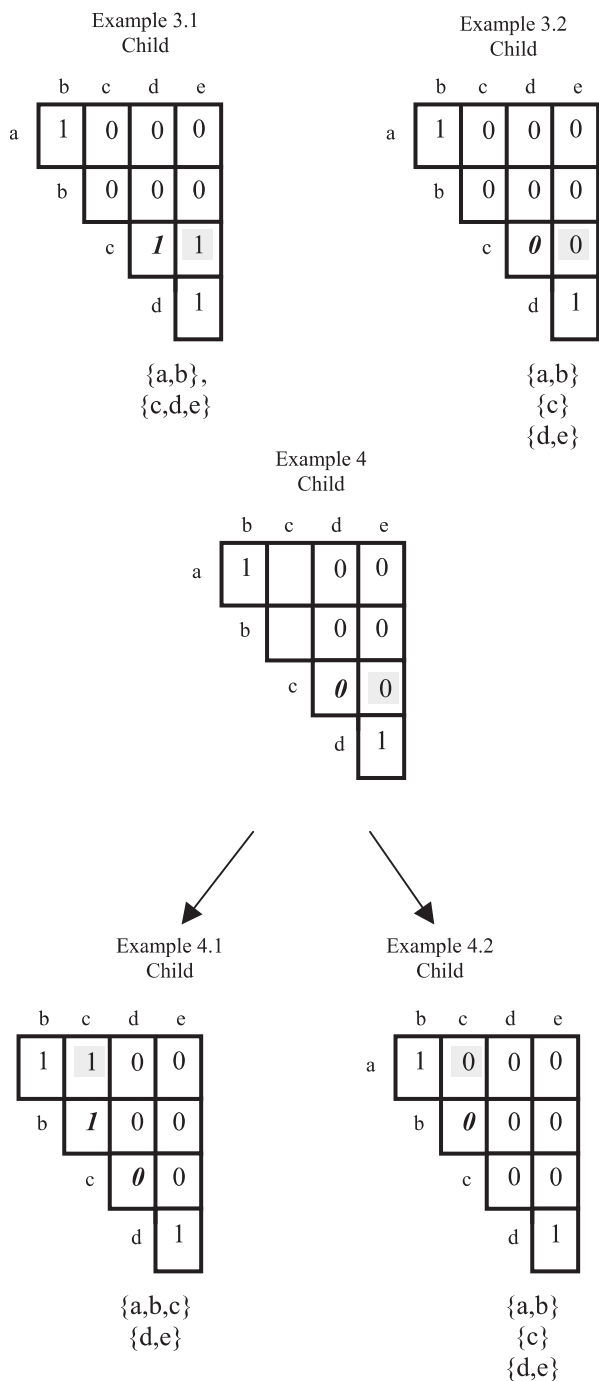 Example 3.1
Child
b c d e
a 1 0 0 0
b 0 0 0
c 1 1
d 1
{a,b},
{c,d,e}
Example 3.2
Child
b c d e
a 1 0 0 0
b 0 0 0
c 0 0
d 1
{a,b}
{c}
{d,e}
Example 4
Child
b c d e
a 1 0 0
b 0 0
c 0 0
d 1
Example 4.1
Child
b c d e
1 1 0 0
b 1 0 0
c 0 0
d 1
{a,b,c}
{d,e}
Example 4.2
Child
b c d e
a 1 0 0 0
b 0 0 0
c 0 0
d 1
{a,b}
{c}
{d,e}